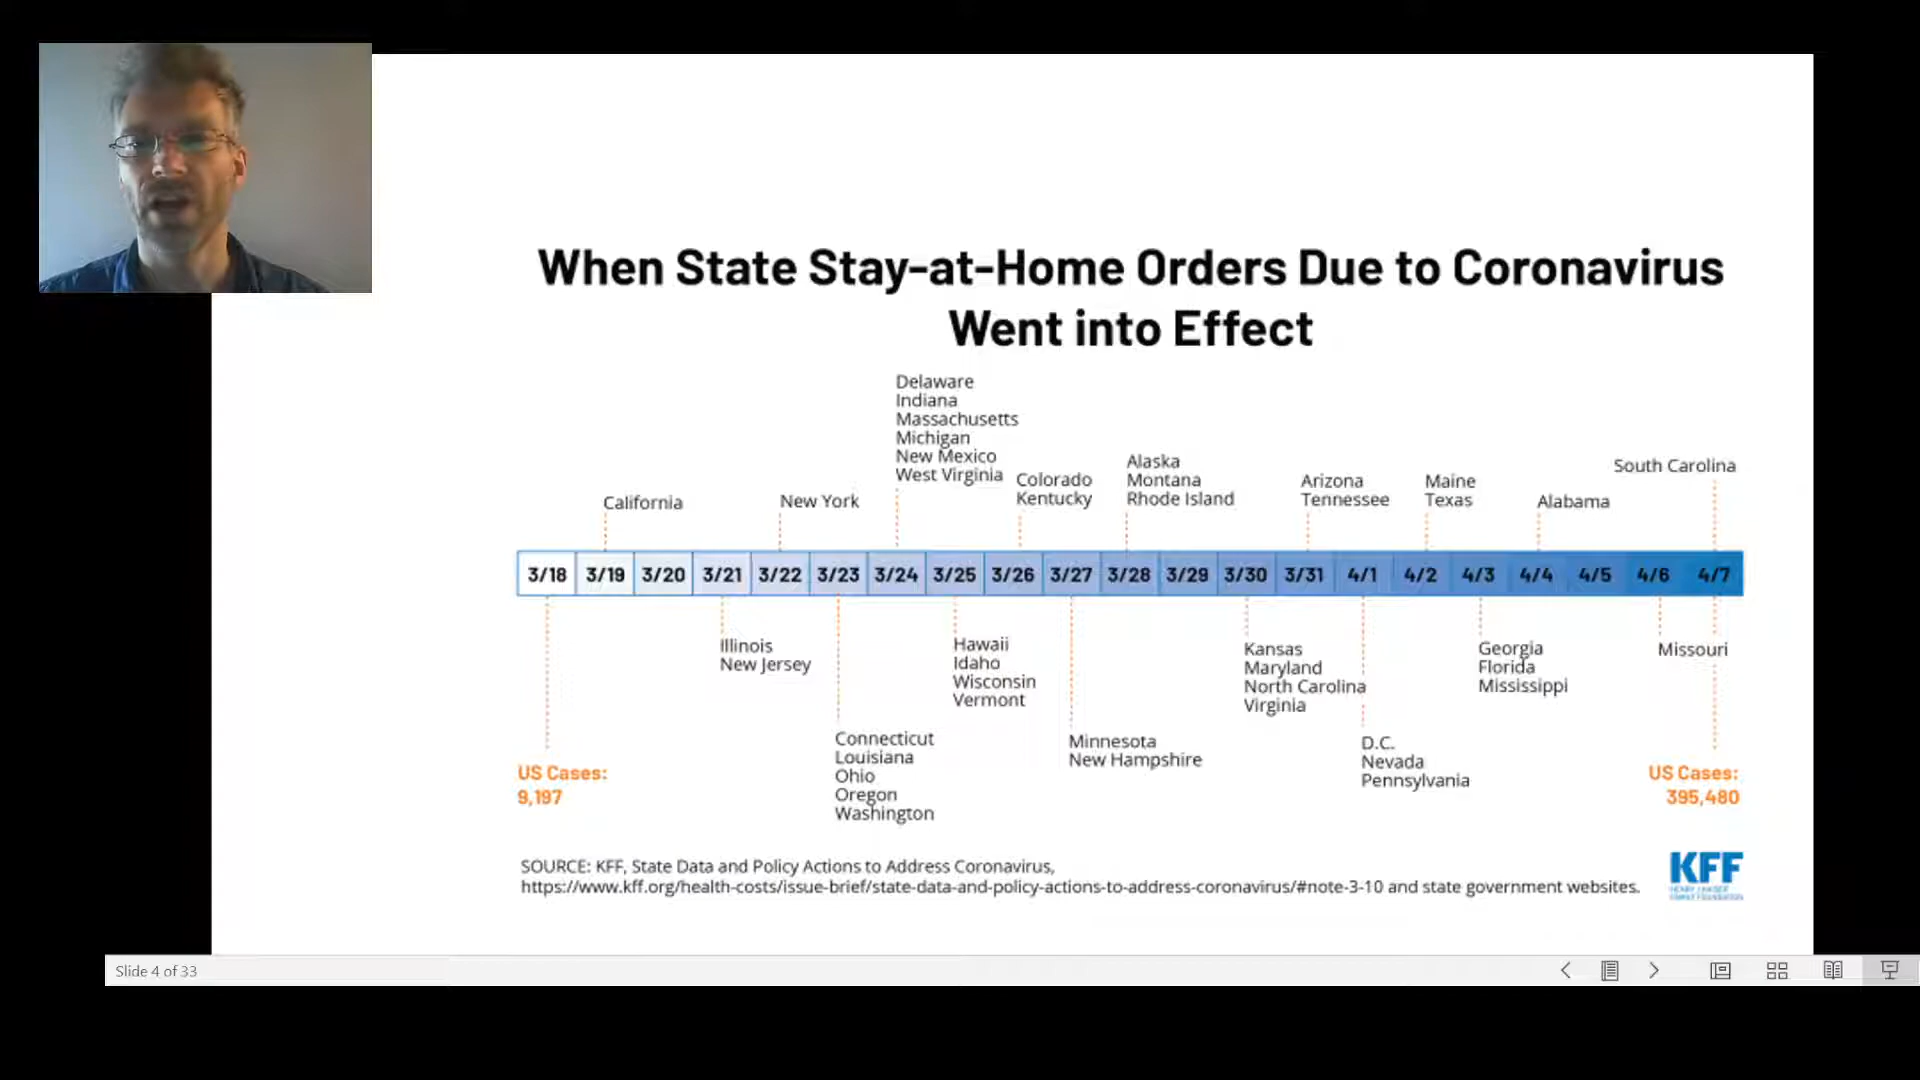 When State Stay-at-Home Orders Due to Coronavirus
Went into Effect
Delaware
Indiana
Massachusetts
Michigan
New Mexico
West Virginia
Colorado
Kentucky
Alaska
Montana
Rhode Island
Arizona
Tennessee
Maine
Texas
South Carolina
California
New York
Alabama
3/18 3/19 3/20 3/21 3/22 3/23 3/24 3/25 3/26 3/27 3/28 3/29 3/30 3/31 4/1 4/2 4/3 4/4 4/5 4/6 4/7
Illinois
New Jersey
Hawaii
Idaho
Wisconsin
Vermont
Kansas
Maryland
North Carolina
Virginia
Georgia
Florida
Mississippi
Missouri
Connecticut
Louisiana
Ohio
Oregon
Washington
Minnesota
New Hampshire
D.C.
Nevada
Pennsylvania
US Cases:
9,197
US Cases:
395,480
SOURCE: KFF, State Data and Policy Actions to Address Coronavirus,
https://www.kff.org/health-costs/issue-brief/state-data-and-policy-actions-to-address-coronavirus/#note-3-10 and state government websites.
KFF
Slide 4 of 33